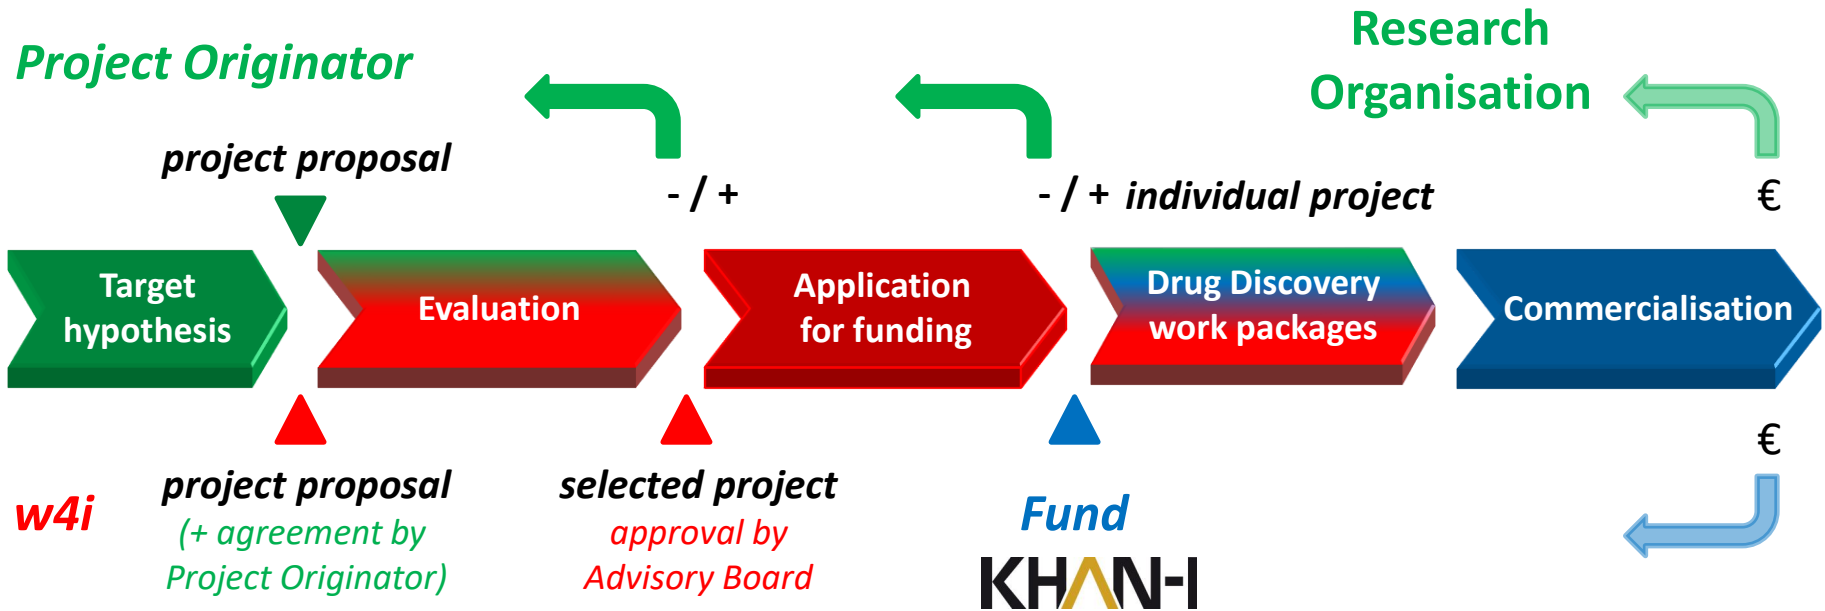 Project Originator
Research
Organisation
project proposal
- / +
- / + individual project
€
Target
hypothesis
Evaluation
Application
for funding
Drug Discovery
work packages
Commercialisation
€
w4i
project proposal
(+ agreement by
Project Originator)
selected project
approval by
Advisory Board
Fund
KHAN-I